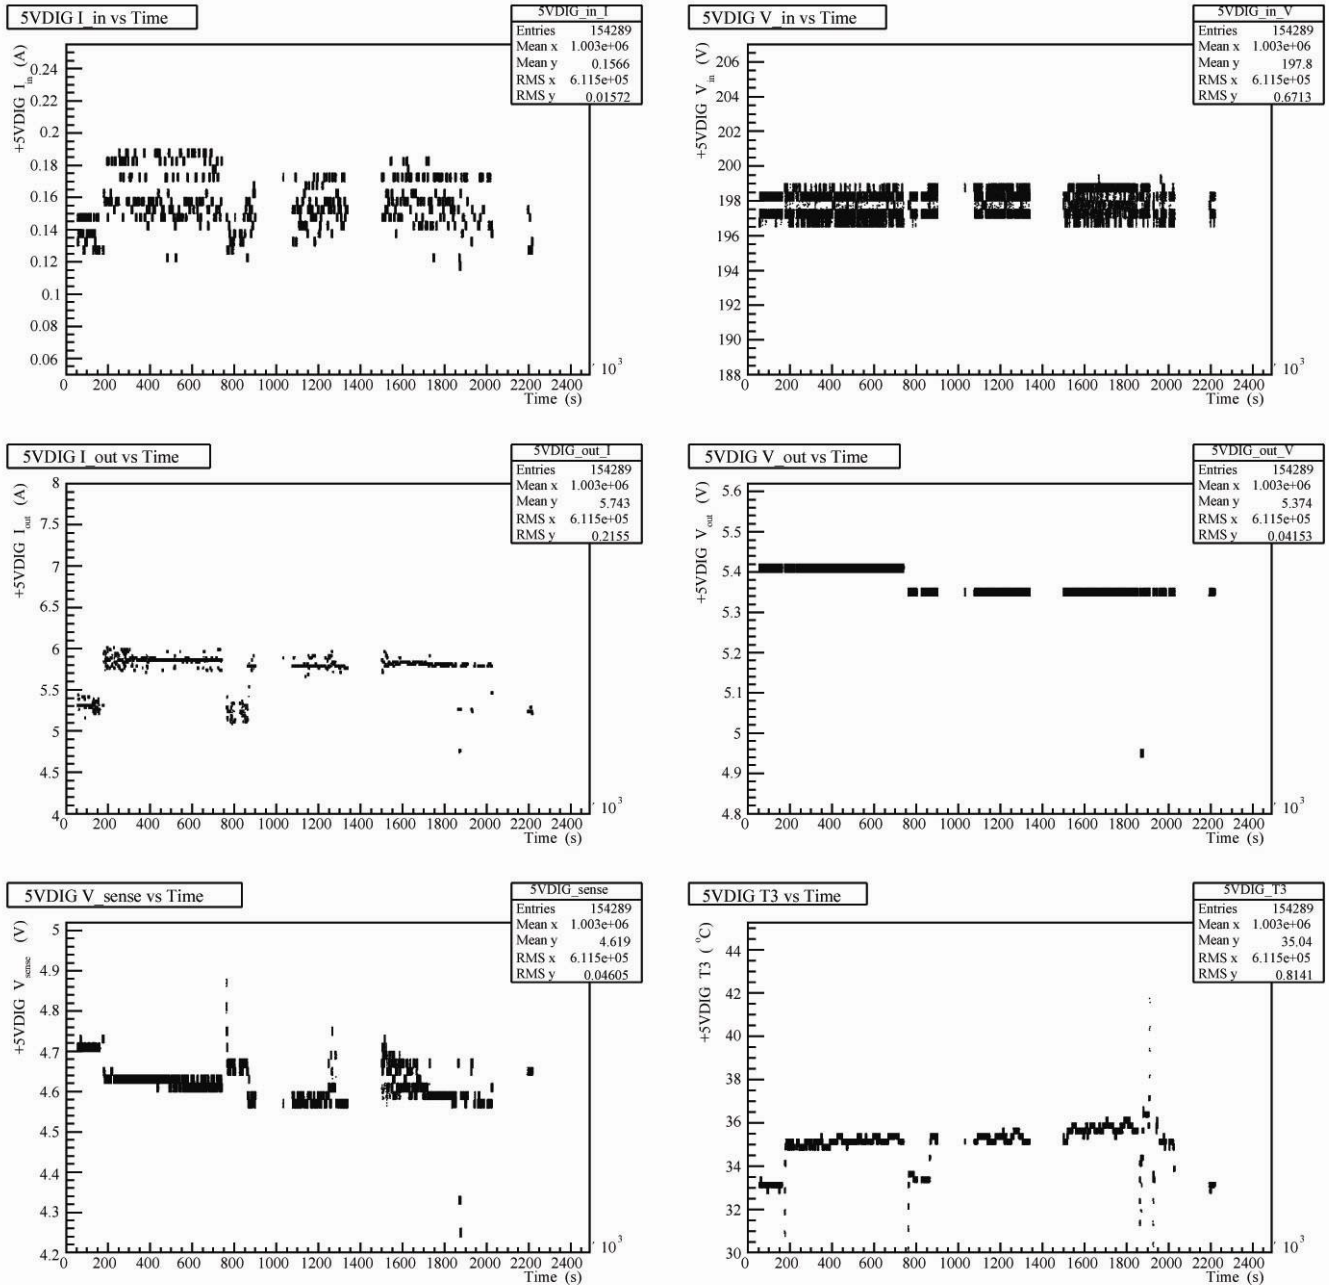 5VDIG I_in vs Time
5VDIG_in_I
Entries 154289
Mean x 1.003e+06
Mean y 0.1566
RMS x 6.115e+05
RMS y 0.01572
+5VDIG I_in (A)
0.24
0.22
0.2
0.18
0.16
0.14
0.12
0.1
0.08
0.06
0 200 400 600 800 1000 1200 1400 1600 1800 2000 2200 2400
' 10^3
Time (s)
5VDIG V_in vs Time
5VDIG_in_V
Entries 154289
Mean x 1.003e+06
Mean y 197.8
RMS x 6.115e+05
RMS y 0.6713
+5VDIG V_in (V)
206
204
202
200
198
196
194
192
190
188
0 200 400 600 800 1000 1200 1400 1600 1800 2000 2200 2400
' 10^3
Time (s)
5VDIG I_out vs Time
5VDIG_out_I
Entries 154289
Mean x 1.003e+06
Mean y 5.743
RMS x 6.115e+05
RMS y 0.2155
+5VDIG I_out (A)
8
7.5
7
6.5
6
5.5
5
4.5
4
0 200 400 600 800 1000 1200 1400 1600 1800 2000 2200 2400
' 10^3
Time (s)
5VDIG V_out vs Time
5VDIG_out_V
Entries 154289
Mean x 1.003e+06
Mean y 5.374
RMS x 6.115e+05
RMS y 0.04153
+5VDIG V_out (V)
5.6
5.5
5.4
5.3
5.2
5.1
5
4.9
4.8
0 200 400 600 800 1000 1200 1400 1600 1800 2000 2200 2400
' 10^3
Time (s)
5VDIG V_sense vs Time
5VDIG_sense
Entries 154289
Mean x 1.003e+06
Mean y 4.619
RMS x 6.115e+05
RMS y 0.04605
+5VDIG V_sense (V)
5
4.9
4.8
4.7
4.6
4.5
4.4
4.3
4.2
0 200 400 600 800 1000 1200 1400 1600 1800 2000 2200 2400
' 10^3
Time (s)
5VDIG T3 vs Time
5VDIG_T3
Entries 154289
Mean x 1.003e+06
Mean y 35.04
RMS x 6.115e+05
RMS y 0.8141
+5VDIG T3 (°C)
44
42
40
38
36
34
32
30
0 200 400 600 800 1000 1200 1400 1600 1800 2000 2200 2400
' 10^3
Time (s)